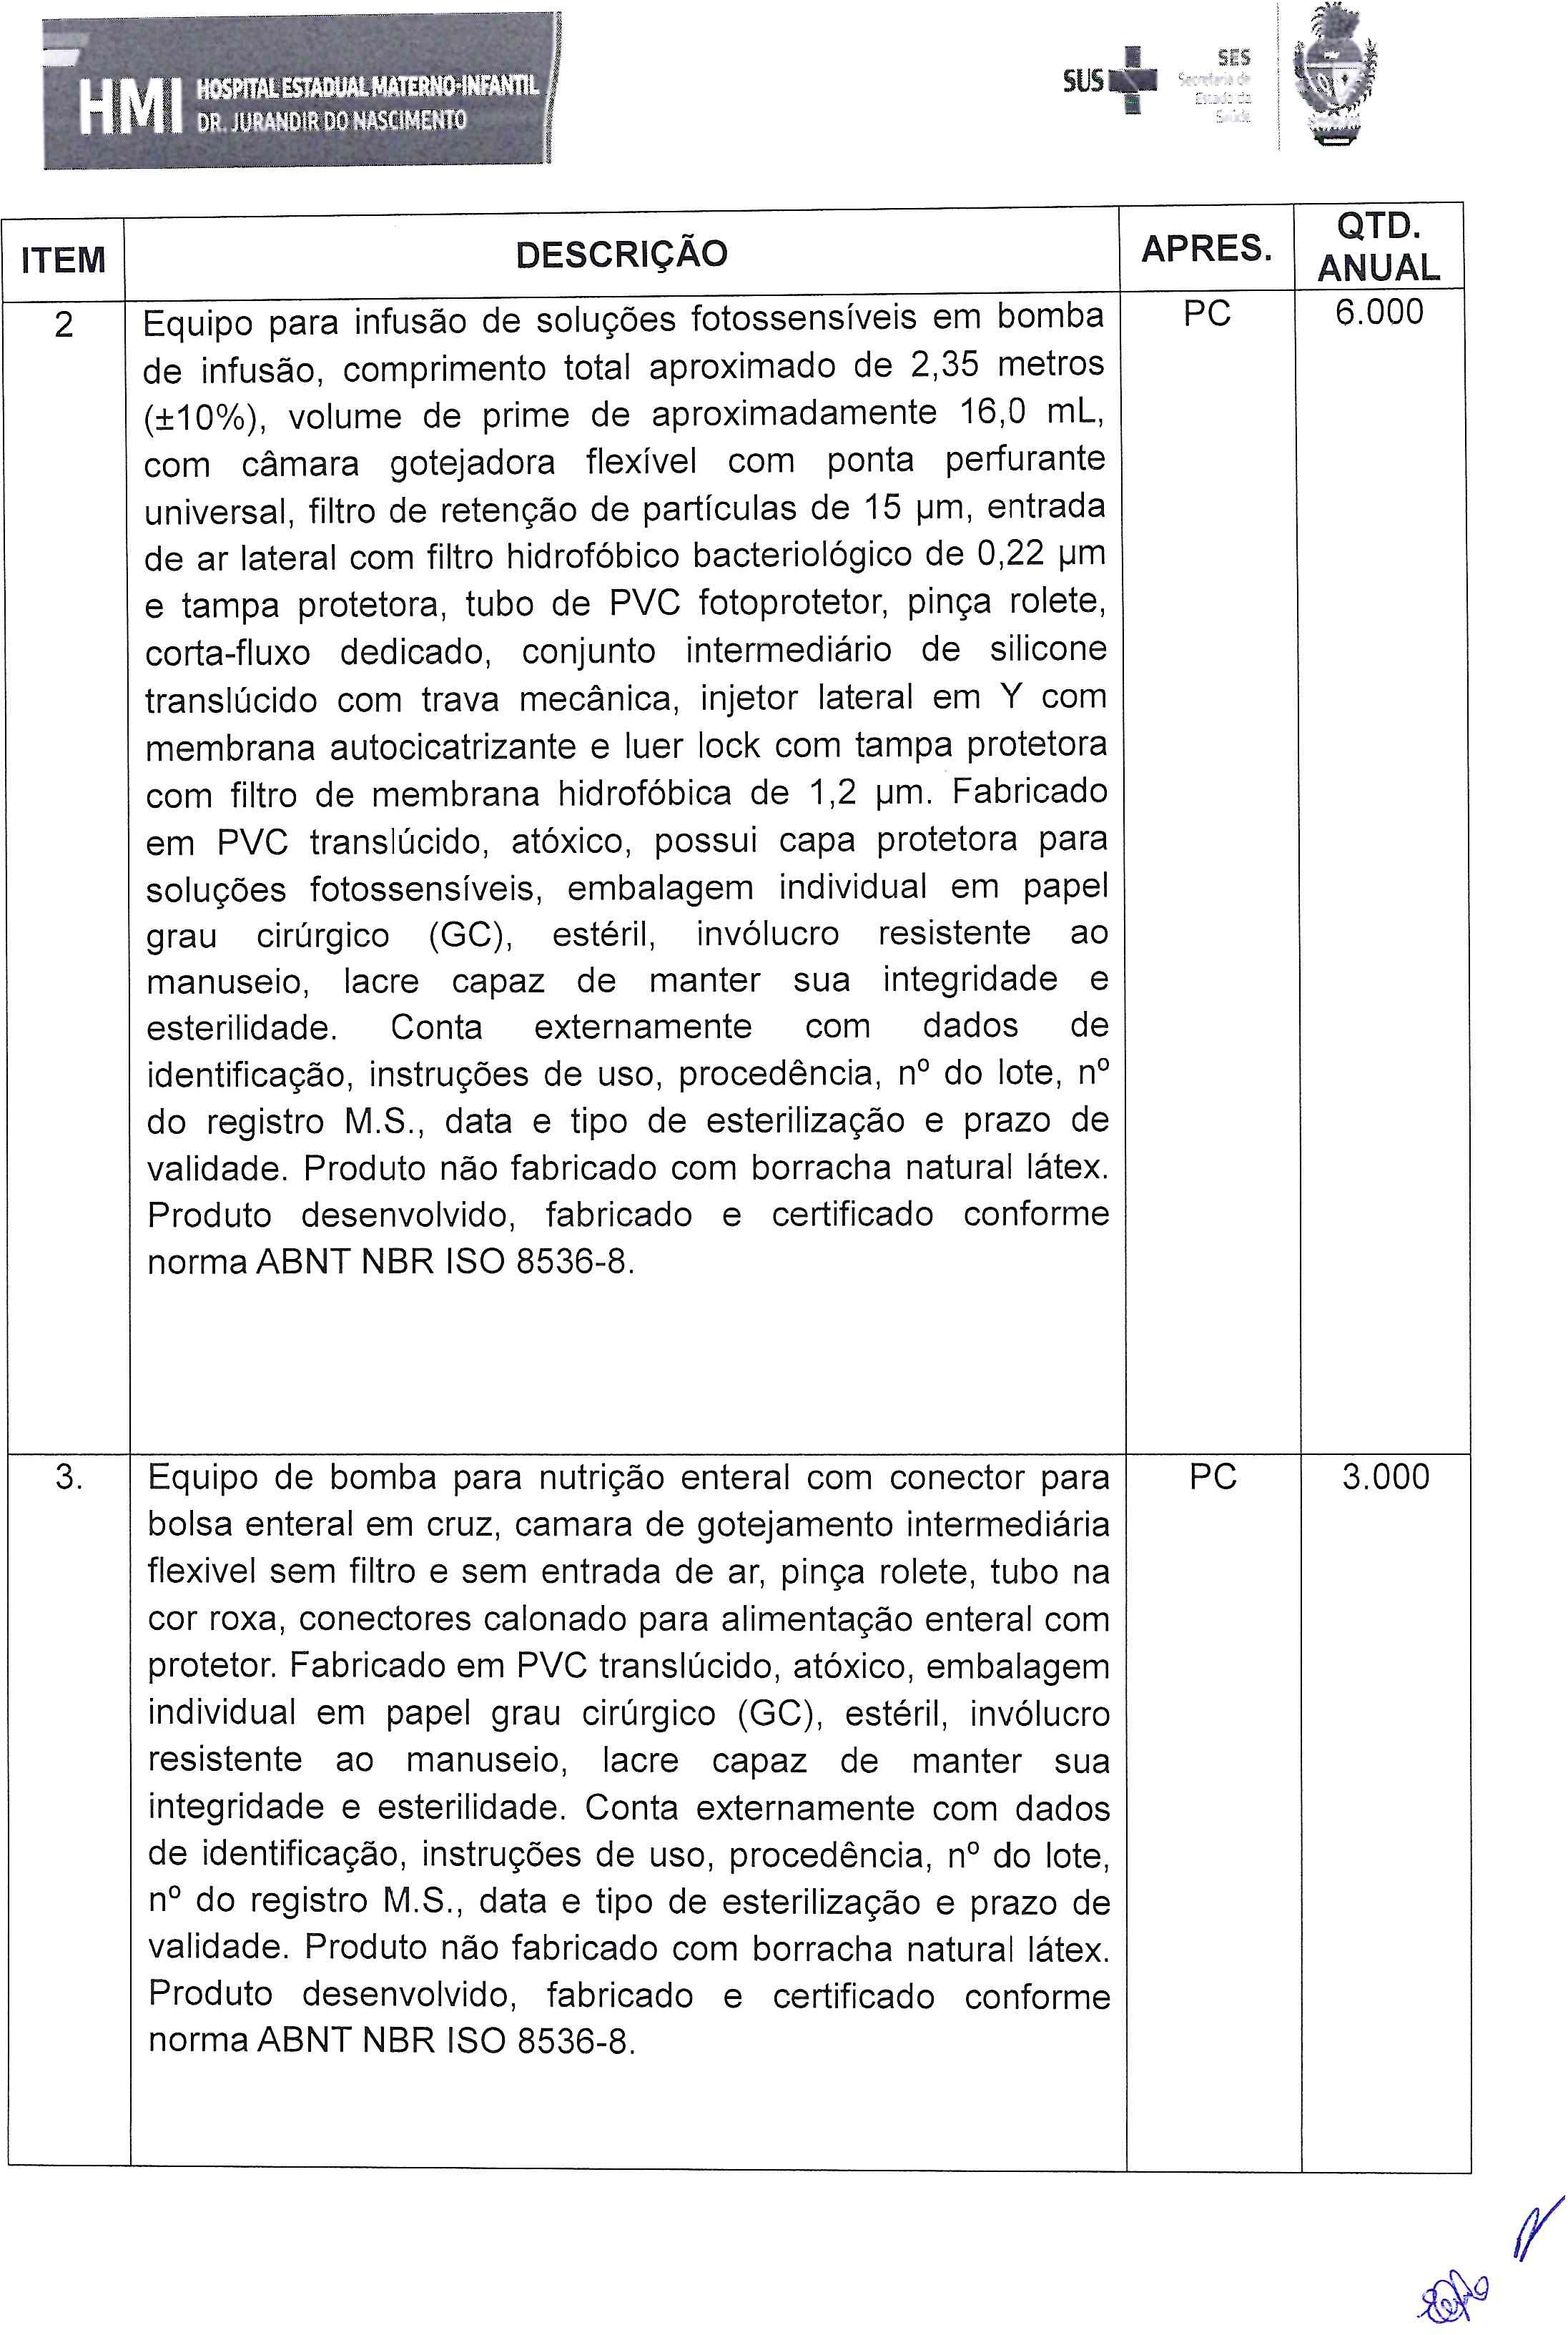 HMI
HOSPITAL ESTADUAL MATERNO-INFANTIL
DR. JURANDIR DO NASCIMENTO
SUS
SES
Secretaria de
Estado da
Saúde
ITEM
DESCRIÇÃO
APRES.
QTD.
ANUAL
2
Equipo para infusão de soluções fotossensíveis em bomba
de infusão, comprimento total aproximado de 2,35 metros
(±10%), volume de prime de aproximadamente 16,0 mL,
com câmara gotejadora flexível com ponta perfurante
universal, filtro de retenção de partículas de 15 µm, entrada
de ar lateral com filtro hidrofóbico bacteriológico de 0,22 µm
e tampa protetora, tubo de PVC fotoprotetor, pinça rolete,
corta-fluxo dedicado, conjunto intermediário de silicone
translúcido com trava mecânica, injetor lateral em Y com
membrana autocicatrizante e luer lock com tampa protetora
com filtro de membrana hidrofóbica de 1,2 µm. Fabricado
em PVC translúcido, atóxico, possui capa protetora para
soluções fotossensíveis, embalagem individual em papel
grau cirúrgico (GC), estéril, invólucro resistente ao
manuseio, lacre capaz de manter sua integridade e
esterilidade. Conta externamente com dados de
identificação, instruções de uso, procedência, nº do lote, nº
do registro M.S., data e tipo de esterilização e prazo de
validade. Produto não fabricado com borracha natural látex.
Produto desenvolvido, fabricado e certificado conforme
norma ABNT NBR ISO 8536-8.
PC
6.000
3.
Equipo de bomba para nutrição enteral com conector para
bolsa enteral em cruz, camara de gotejamento intermediária
flexivel sem filtro e sem entrada de ar, pinça rolete, tubo na
cor roxa, conectores calonado para alimentação enteral com
protetor. Fabricado em PVC translúcido, atóxico, embalagem
individual em papel grau cirúrgico (GC), estéril, invólucro
resistente ao manuseio, lacre capaz de manter sua
integridade e esterilidade. Conta externamente com dados
de identificação, instruções de uso, procedência, nº do lote,
nº do registro M.S., data e tipo de esterilização e prazo de
validade. Produto não fabricado com borracha natural látex.
Produto desenvolvido, fabricado e certificado conforme
norma ABNT NBR ISO 8536-8.
PC
3.000